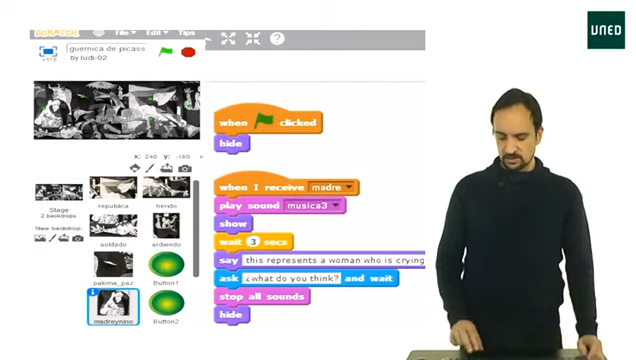 SCRATCH File Edit Tips
guernica de picass
by ludi-02
X: 240 Y: -180
Stage
2 backdrops
New backdrop:
republica
herido
soldado
ardiendo
paloma_paz
Button1
madreynino
Button2
when clicked
hide
when I receive madre
play sound musica3
show
wait 3 secs
say this represents a woman who is crying
ask ¿what do you think? and wait
stop all sounds
hide
UNED